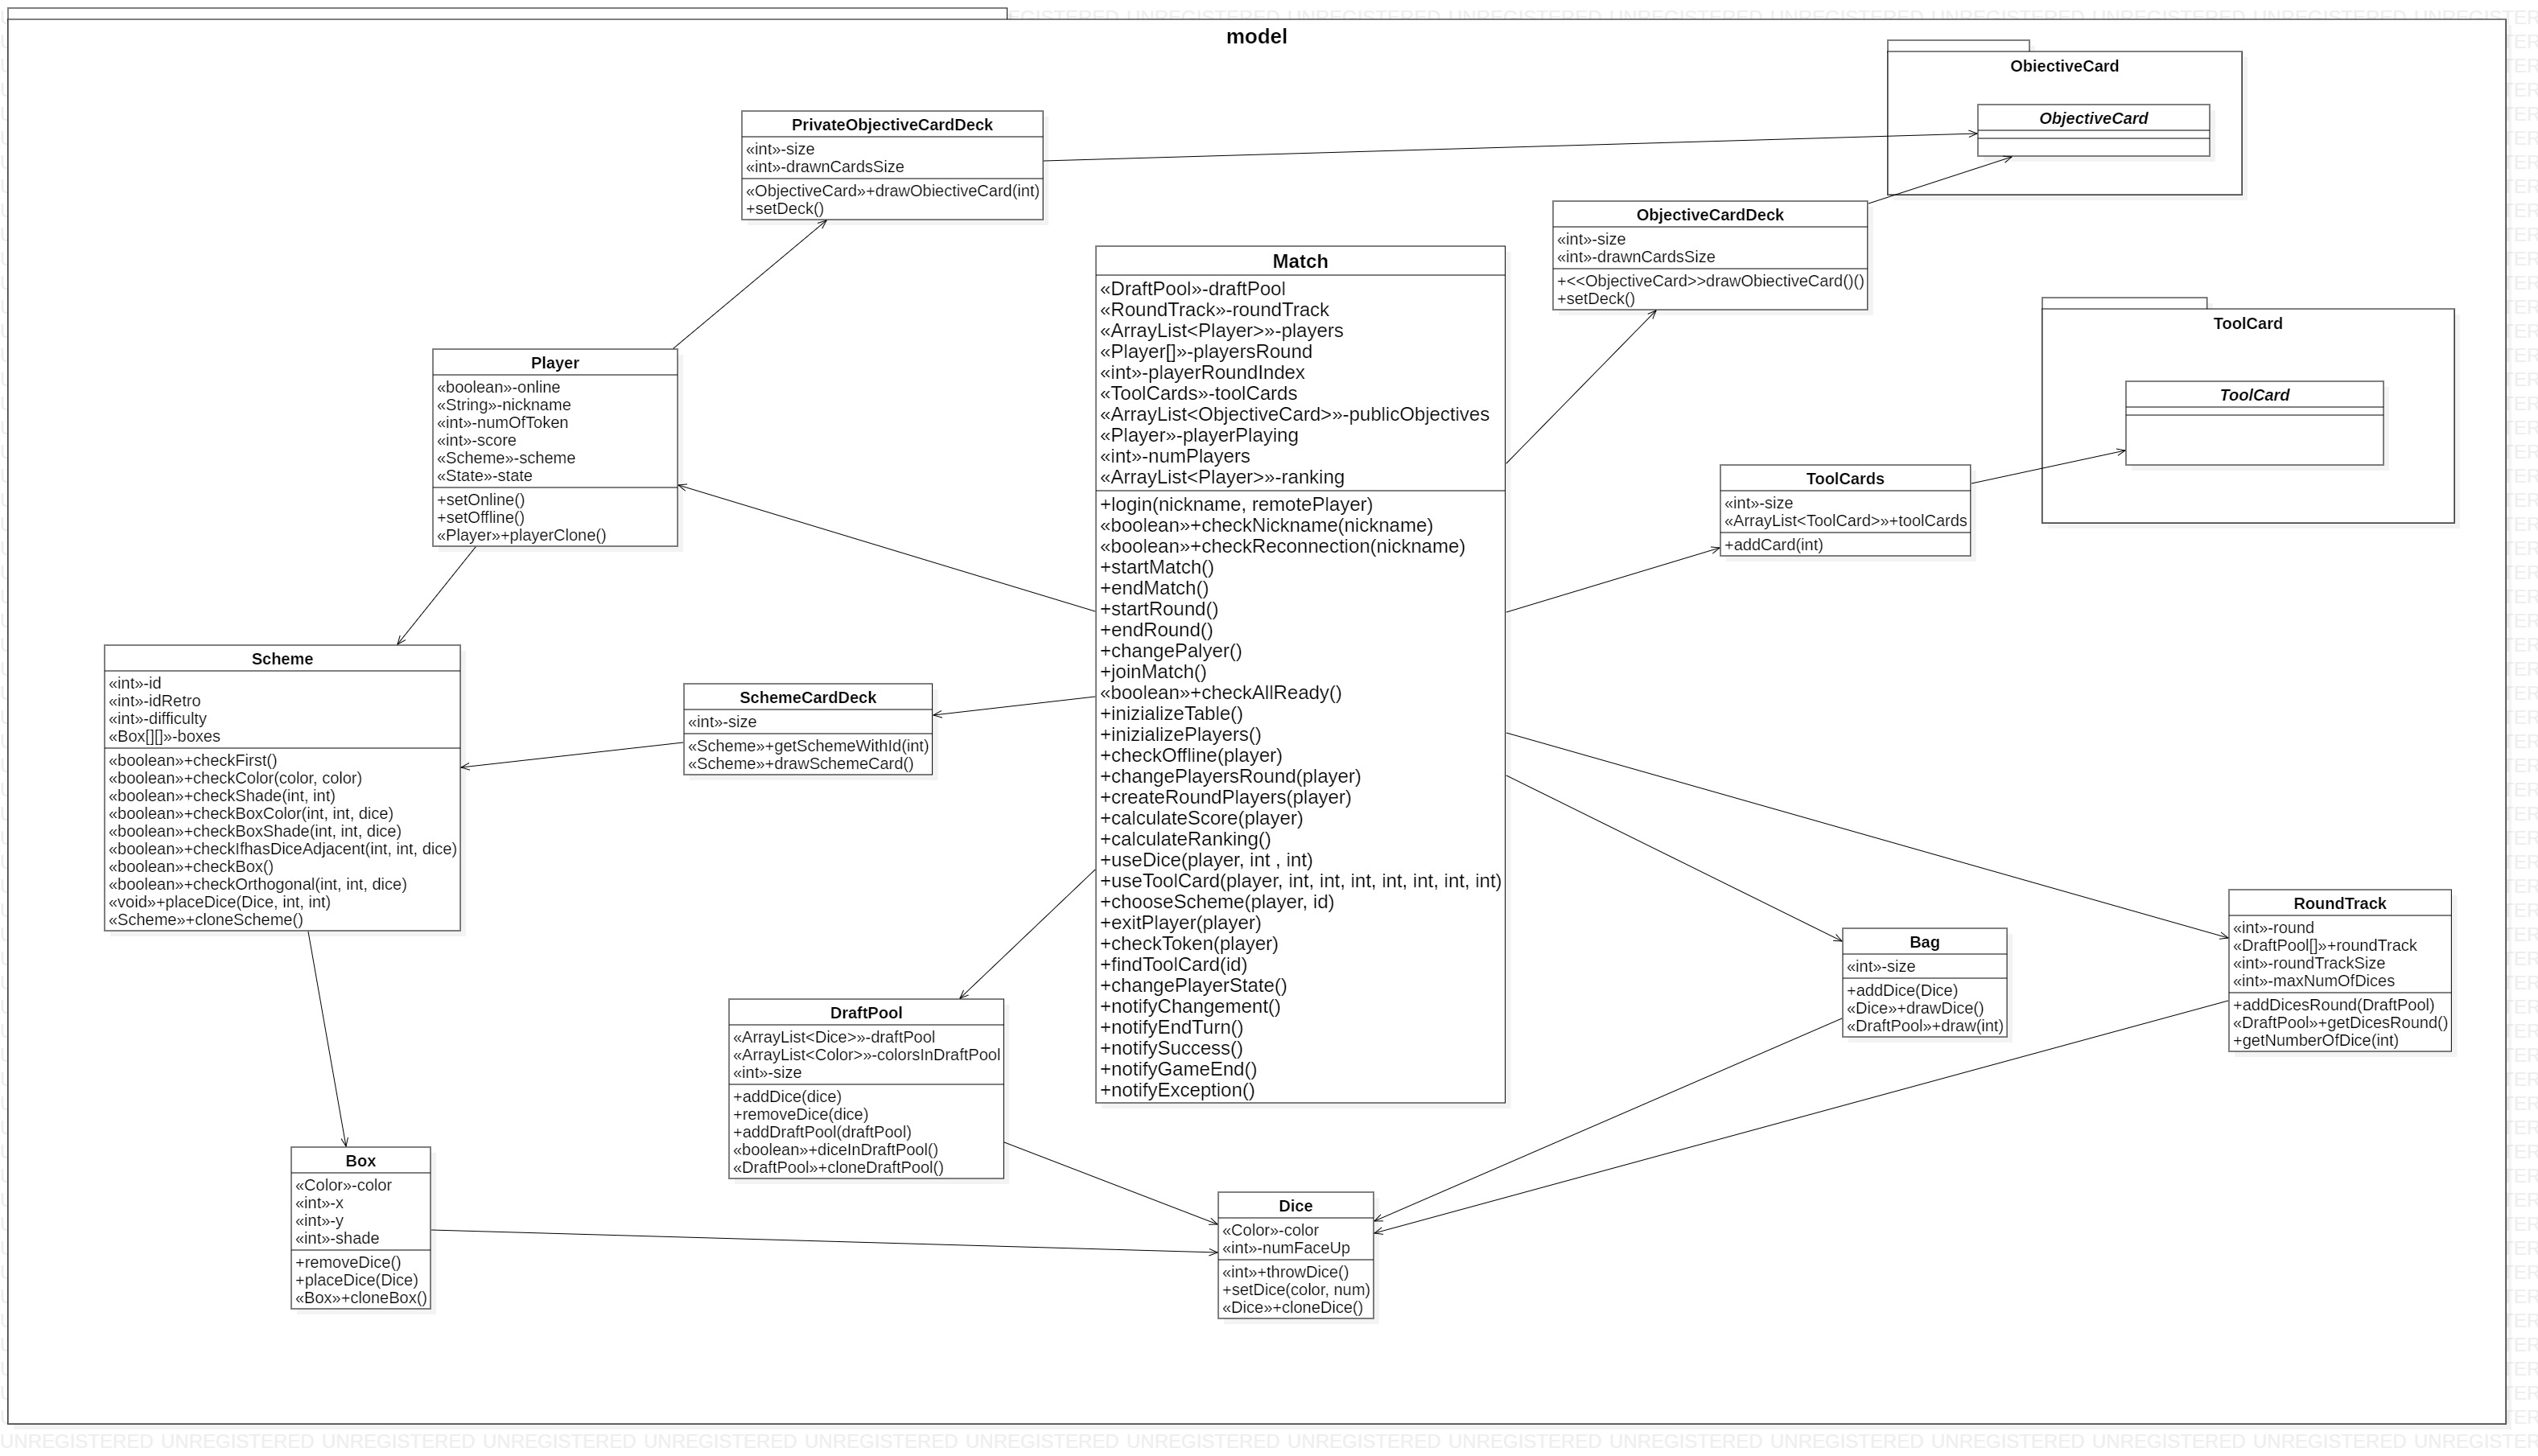 model
ObiectiveCard
ObjectiveCard
PrivateObjectiveCardDeck
«int»-size
«int»-drawnCardsSize
«ObjectiveCard»+drawObiectiveCard(int)
+setDeck()
ObjectiveCardDeck
«int»-size
«int»-drawnCardsSize
+<<ObjectiveCard>>drawObiectiveCard()()
+setDeck()
Match
«DraftPool»-draftPool
«RoundTrack»-roundTrack
«ArrayList<Player>»-players
«Player[]»-playersRound
«int»-playerRoundIndex
«ToolCards»-toolCards
«ArrayList<ObjectiveCard>»-publicObjectives
«Player»-playerPlaying
«int»-numPlayers
«ArrayList<Player>»-ranking
+login(nickname, remotePlayer)
«boolean»+checkNickname(nickname)
«boolean»+checkReconnection(nickname)
+startMatch()
+endMatch()
+startRound()
+endRound()
+changePalyer()
+joinMatch()
«boolean»+checkAllReady()
+inizializeTable()
+inizializePlayers()
+checkOffline(player)
+changePlayersRound(player)
+createRoundPlayers(player)
+calculateScore(player)
+calculateRanking()
+useDice(player, int , int)
+useToolCard(player, int, int, int, int, int, int, int)
+chooseScheme(player, id)
+exitPlayer(player)
+checkToken(player)
+findToolCard(id)
+changePlayerState()
+notifyChangement()
+notifyEndTurn()
+notifySuccess()
+notifyGameEnd()
+notifyException()
ToolCard
ToolCard
Player
«boolean»-online
«String»-nickname
«int»-numOfToken
«int»-score
«Scheme»-scheme
«State»-state
+setOnline()
+setOffline()
«Player»+playerClone()
ToolCards
«int»-size
«ArrayList<ToolCard>»+toolCards
+addCard(int)
Scheme
«int»-id
«int»-idRetro
«int»-difficulty
«Box[][]»-boxes
«boolean»+checkFirst()
«boolean»+checkColor(color, color)
«boolean»+checkShade(int, int)
«boolean»+checkBoxColor(int, int, dice)
«boolean»+checkBoxShade(int, int, dice)
«boolean»+checkIfhasDiceAdjacent(int, int, dice)
«boolean»+checkBox()
«boolean»+checkOrthogonal(int, int, dice)
«void»+placeDice(Dice, int, int)
«Scheme»+cloneScheme()
SchemeCardDeck
«int»-size
«Scheme»+getSchemeWithId(int)
«Scheme»+drawSchemeCard()
RoundTrack
«int»-round
«DraftPool[]»+roundTrack
«int»-roundTrackSize
«int»-maxNumOfDices
+addDicesRound(DraftPool)
«DraftPool»+getDicesRound()
+getNumberOfDice(int)
Bag
«int»-size
+addDice(Dice)
«Dice»+drawDice()
«DraftPool»+draw(int)
DraftPool
«ArrayList<Dice>»-draftPool
«ArrayList<Color>»-colorsInDraftPool
«int»-size
+addDice(dice)
+removeDice(dice)
+addDraftPool(draftPool)
«boolean»+diceInDraftPool()
«DraftPool»+cloneDraftPool()
Box
«Color»-color
«int»-x
«int»-y
«int»-shade
+removeDice()
+placeDice(Dice)
«Box»+cloneBox()
Dice
«Color»-color
«int»-numFaceUp
«int»+throwDice()
+setDice(color, num)
«Dice»+cloneDice()
UNREGISTERED UNREGISTERED UNREGISTERED UNREGISTERED UNREGISTERED UNREGISTERED UNREGISTERED UNREGISTERED UNREGISTERED UNREGISTERED UNREGISTERED UNREGISTERED UNREGISTERED UNREGISTERED UNREGISTERED